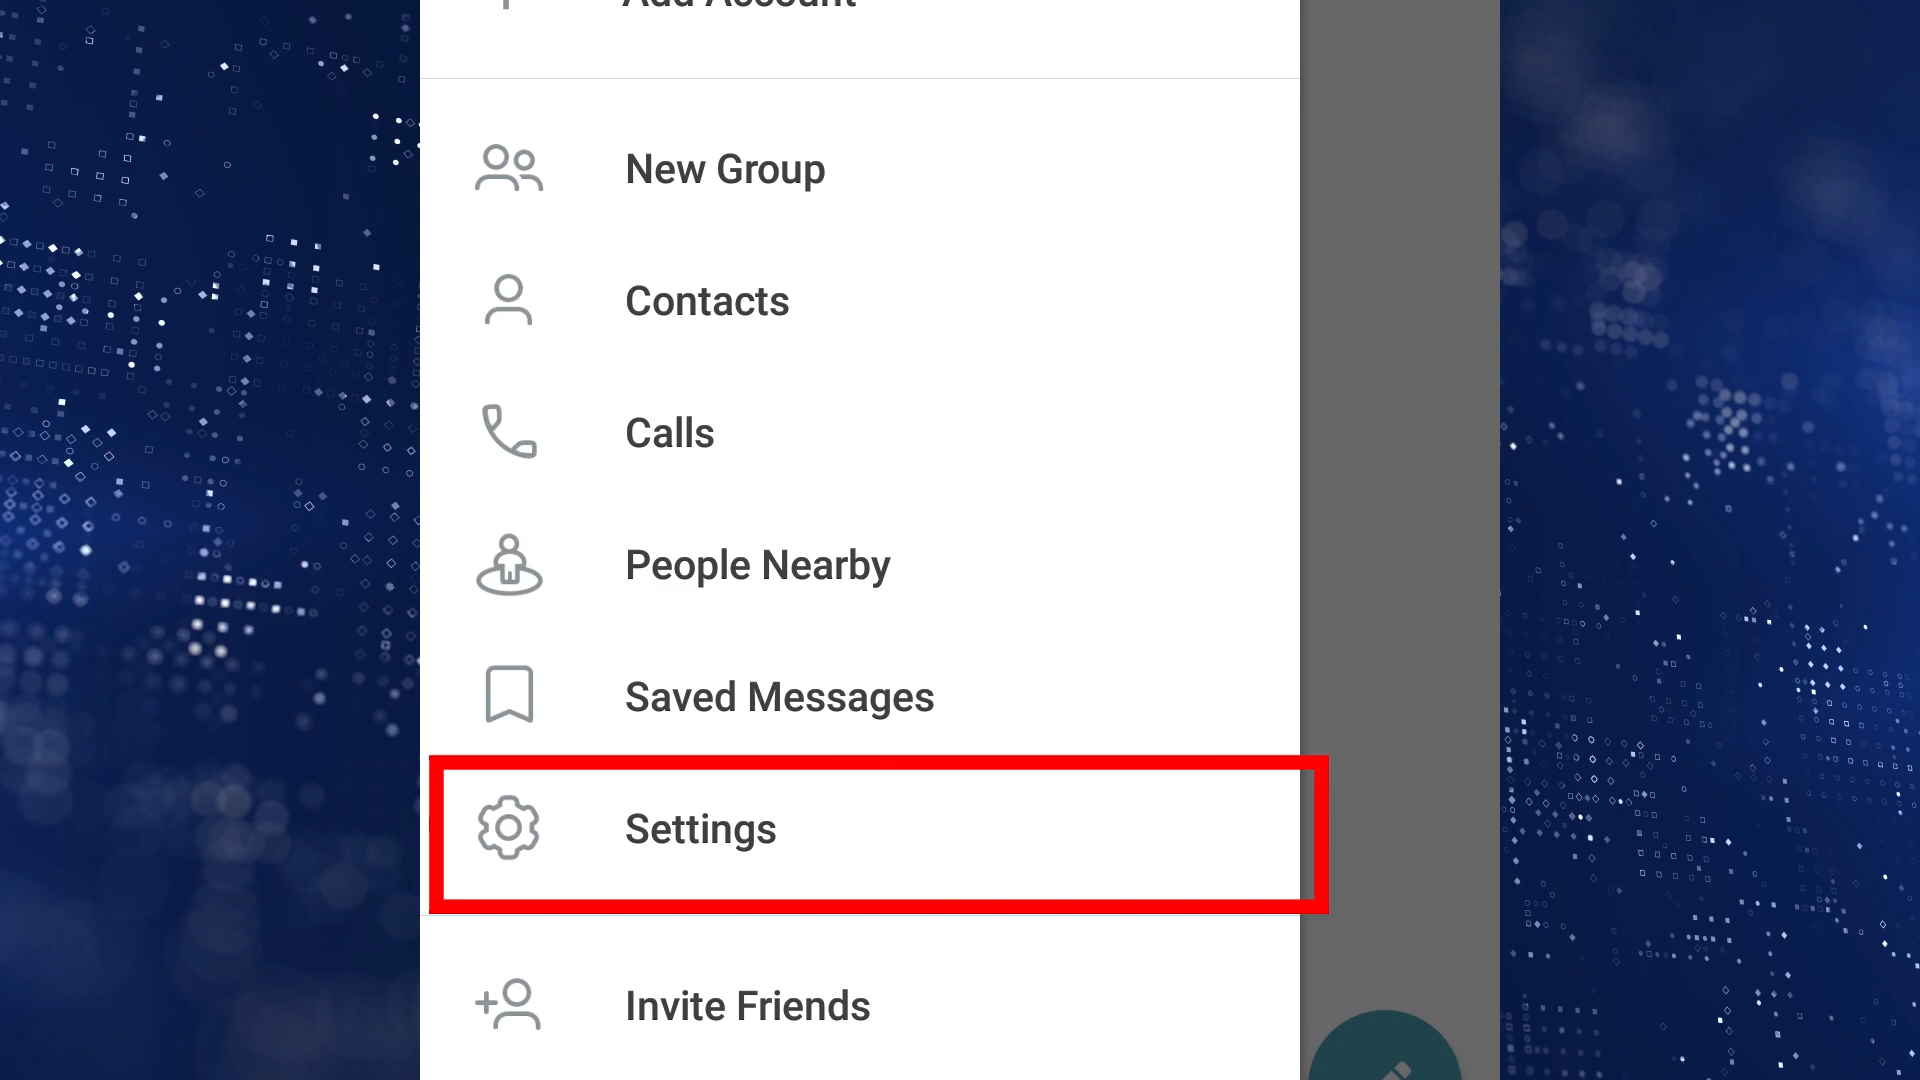 Add Account
New Group
Contacts
Calls
People Nearby
Saved Messages
Settings
Invite Friends